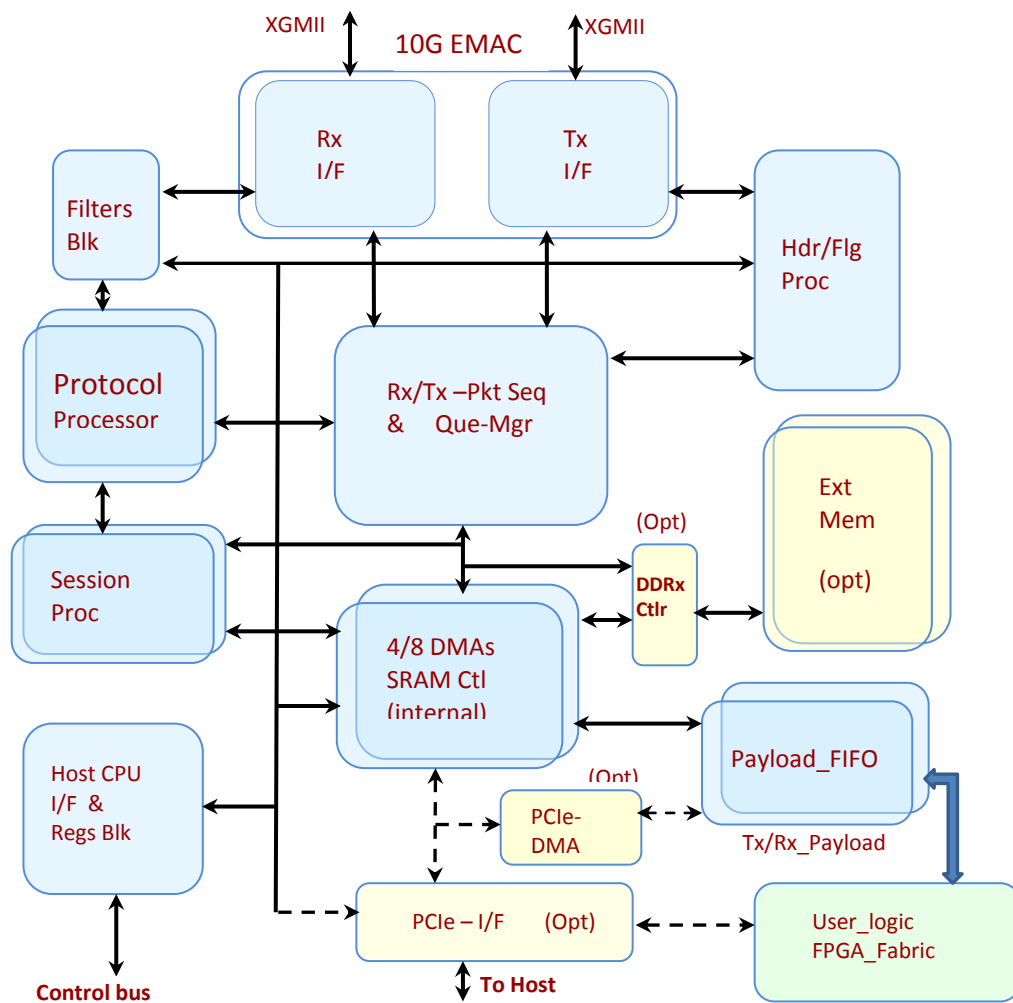 XGMII
10G EMAC
XGMII
Rx
I/F
Tx
I/F
Filters
Blk
Hdr/Flg
Proc
Protocol
Processor
Rx/Tx –Pkt Seq
& Que-Mgr
Ext
Mem
(opt)
(Opt)
DDRx
Ctlr
Session
Proc
4/8 DMAs
SRAM Ctl
(internal)
Payload_FIFO
Host CPU
I/F &
Regs Blk
(Opt)
PCIe-
DMA
Tx/Rx_Payload
PCIe – I/F (Opt)
User_logic
FPGA_Fabric
Control bus
To Host